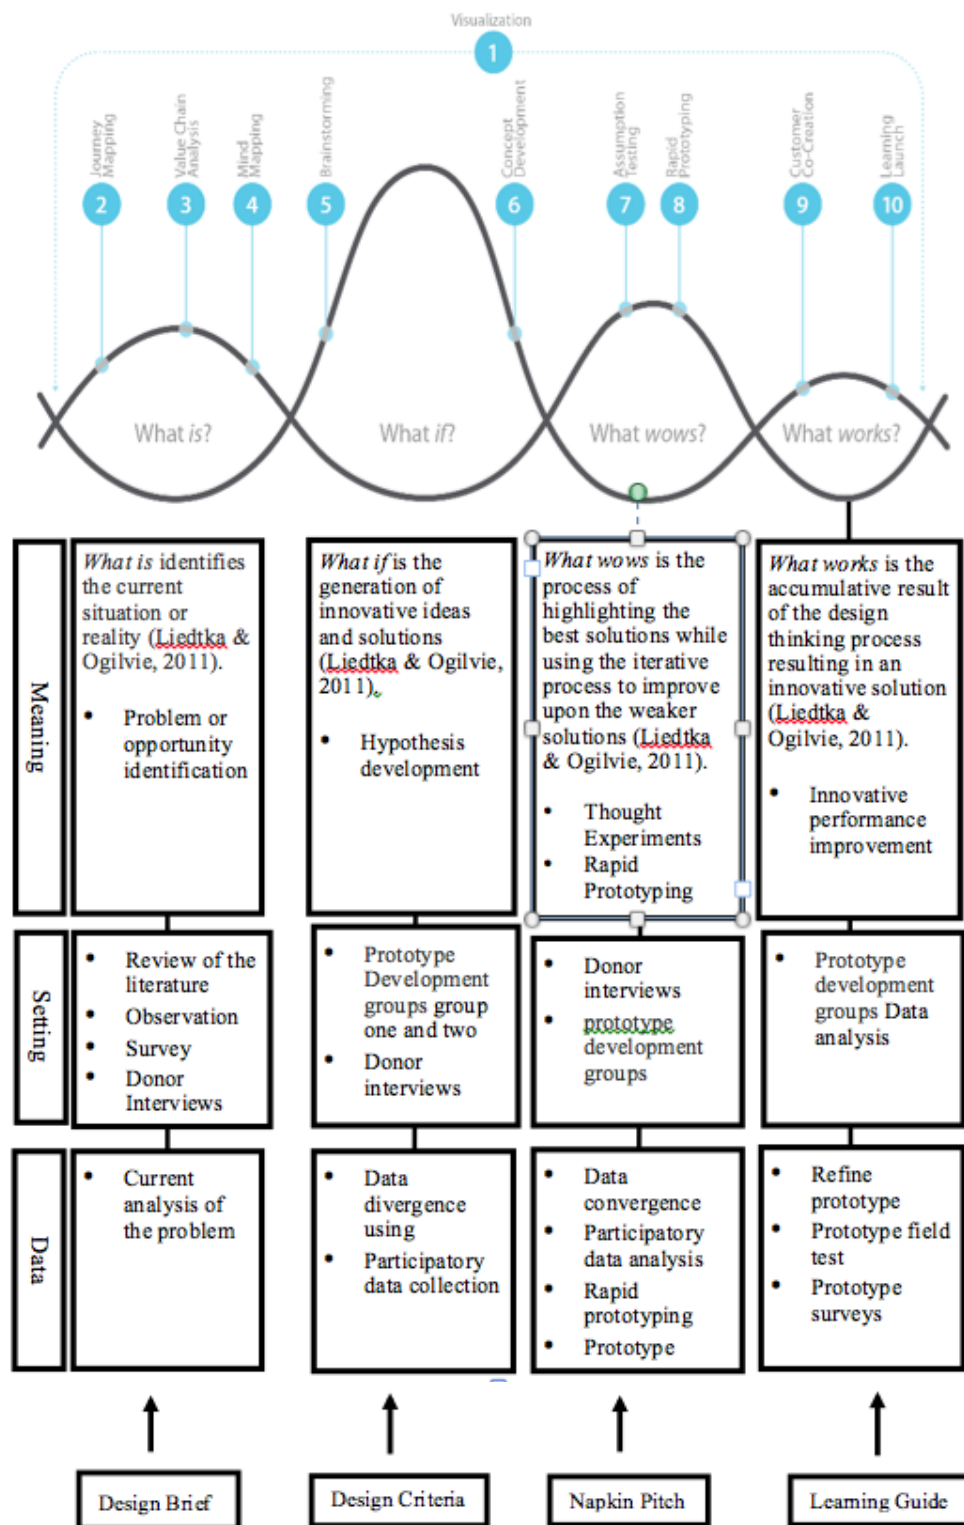 Visualization
1
Journey
Mapping
Value Chain
Analysis
Mind
Mapping
Brainstorming
Concept
Development
Assumption
Testing
Rapid
Prototyping
Customer
Co-Creation
Learning
Launch
2
3
4
5
6
7
8
9
10
What is?
What if?
What wows?
What works?
Meaning
What is identifies
the current
situation or
reality (Liedtka &
Ogilvie, 2011).
• Problem or
opportunity
identification
What if is the
generation of
innovative ideas
and solutions
(Liedtka & Ogilvie,
2011).
• Hypothesis
development
What wows is the
process of
highlighting the
best solutions while
using the iterative
process to improve
upon the weaker
solutions (Liedtka
& Ogilvie, 2011).
• Thought
Experiments
• Rapid
Prototyping
What works is the
accumulative result
of the design
thinking process
resulting in an
innovative solution
(Liedtka &
Ogilvie, 2011).
• Innovative
performance
improvement
Setting
• Review of the
literature
• Observation
• Survey
• Donor
Interviews
• Prototype
Development
groups group
one and two
• Donor
interviews
• Donor
interviews
• prototype
development
groups
• Prototype
development
groups Data
analysis
Data
• Current
analysis of
the problem
• Data
divergence
using
• Participatory
data collection
• Data
convergence
• Participatory
data analysis
• Rapid
prototyping
• Prototype
• Refine
prototype
• Prototype field
test
• Prototype
surveys
Design Brief
Design Criteria
Napkin Pitch
Learning Guide